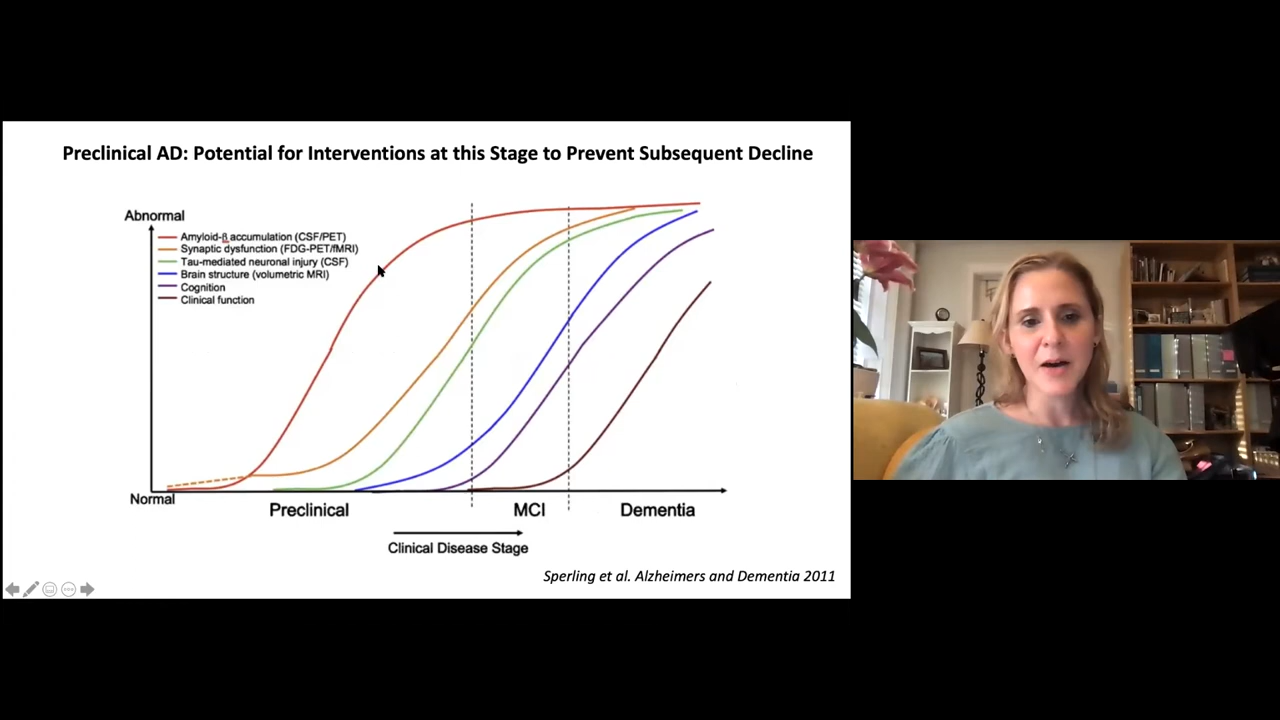 Preclinical AD: Potential for Interventions at this Stage to Prevent Subsequent Decline
Abnormal
Amyloid-β accumulation (CSF/PET)
Synaptic dysfunction (FDG-PET/fMRI)
Tau-mediated neuronal injury (CSF)
Brain structure (volumetric MRI)
Cognition
Clinical function
Normal
Preclinical
MCI
Dementia
Clinical Disease Stage
Sperling et al. Alzheimers and Dementia 2011